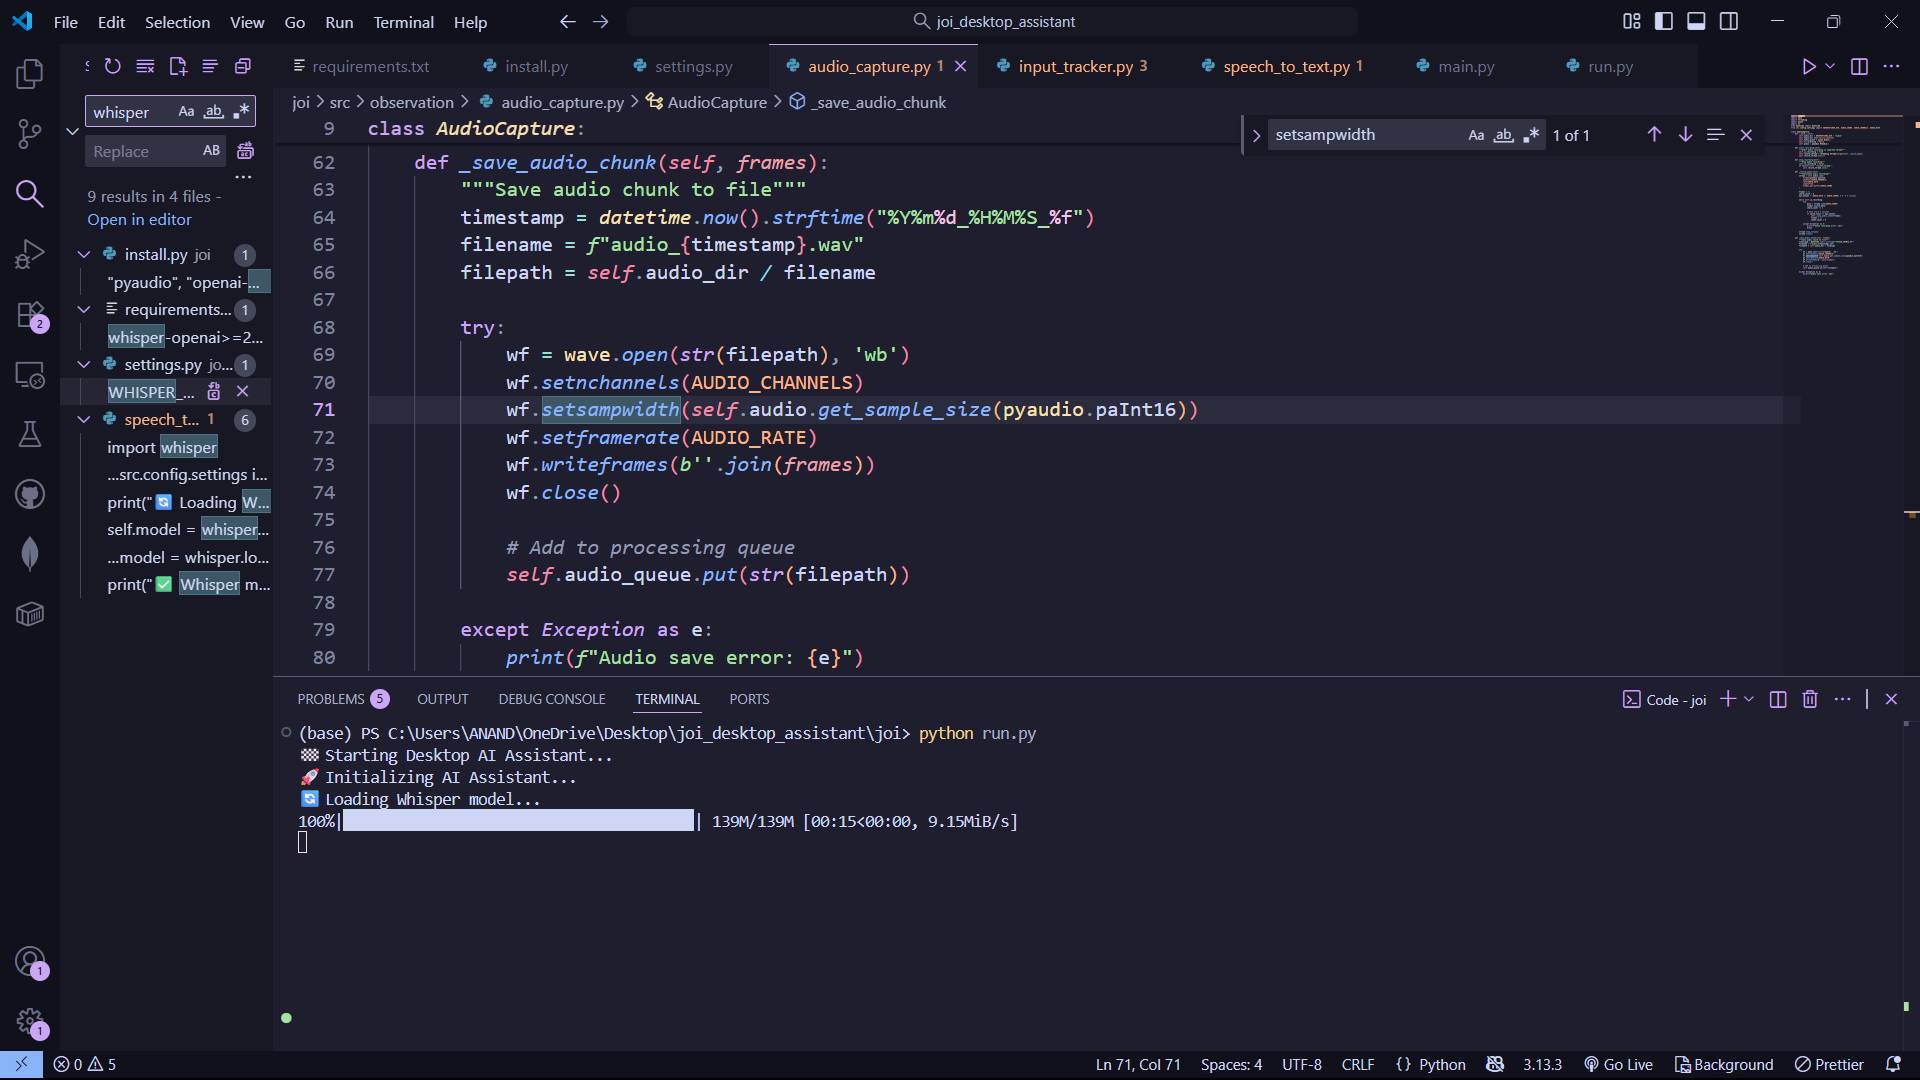 File Edit Selection View Go Run Terminal Help
joi_desktop_assistant
requirements.txt
install.py
settings.py
audio_capture.py 1
input_tracker.py 3
speech_to_text.py 1
main.py
run.py
whisper
Aa ab
Replace
AB
9 results in 4 files -
Open in editor
install.py joi 1
"pyaudio", "openai-...
requirements... 1
whisper-openai>=2...
settings.py jo... 1
WHISPER_...
speech_t... 1 6
import whisper
...src.config.settings i...
print("🔄 Loading W...
self.model = whisper...
...model = whisper.lo...
print("✅ Whisper m...
2
1
1
joi > src > observation > audio_capture.py > AudioCapture > _save_audio_chunk
setsampwidth
Aa ab
1 of 1
9 class AudioCapture:
62 def _save_audio_chunk(self, frames):
63 """Save audio chunk to file"""
64 timestamp = datetime.now().strftime("%Y%m%d_%H%M%S_%f")
65 filename = f"audio_{timestamp}.wav"
66 filepath = self.audio_dir / filename
67
68 try:
69 wf = wave.open(str(filepath), 'wb')
70 wf.setnchannels(AUDIO_CHANNELS)
71 wf.setsampwidth(self.audio.get_sample_size(pyaudio.paInt16))
72 wf.setframerate(AUDIO_RATE)
73 wf.writeframes(b''.join(frames))
74 wf.close()
75
76 # Add to processing queue
77 self.audio_queue.put(str(filepath))
78
79 except Exception as e:
80 print(f"Audio save error: {e}")
PROBLEMS 5 OUTPUT DEBUG CONSOLE TERMINAL PORTS
Code - joi
(base) PS C:\Users\ANAND\OneDrive\Desktop\joi_desktop_assistant\joi> python run.py
🏁 Starting Desktop AI Assistant...
🚀 Initializing AI Assistant...
🔄 Loading Whisper model...
100%| | 139M/139M [00:15<00:00, 9.15MiB/s]
0 5
Ln 71, Col 71 Spaces: 4 UTF-8 CRLF {} Python 3.13.3 Go Live Background Prettier